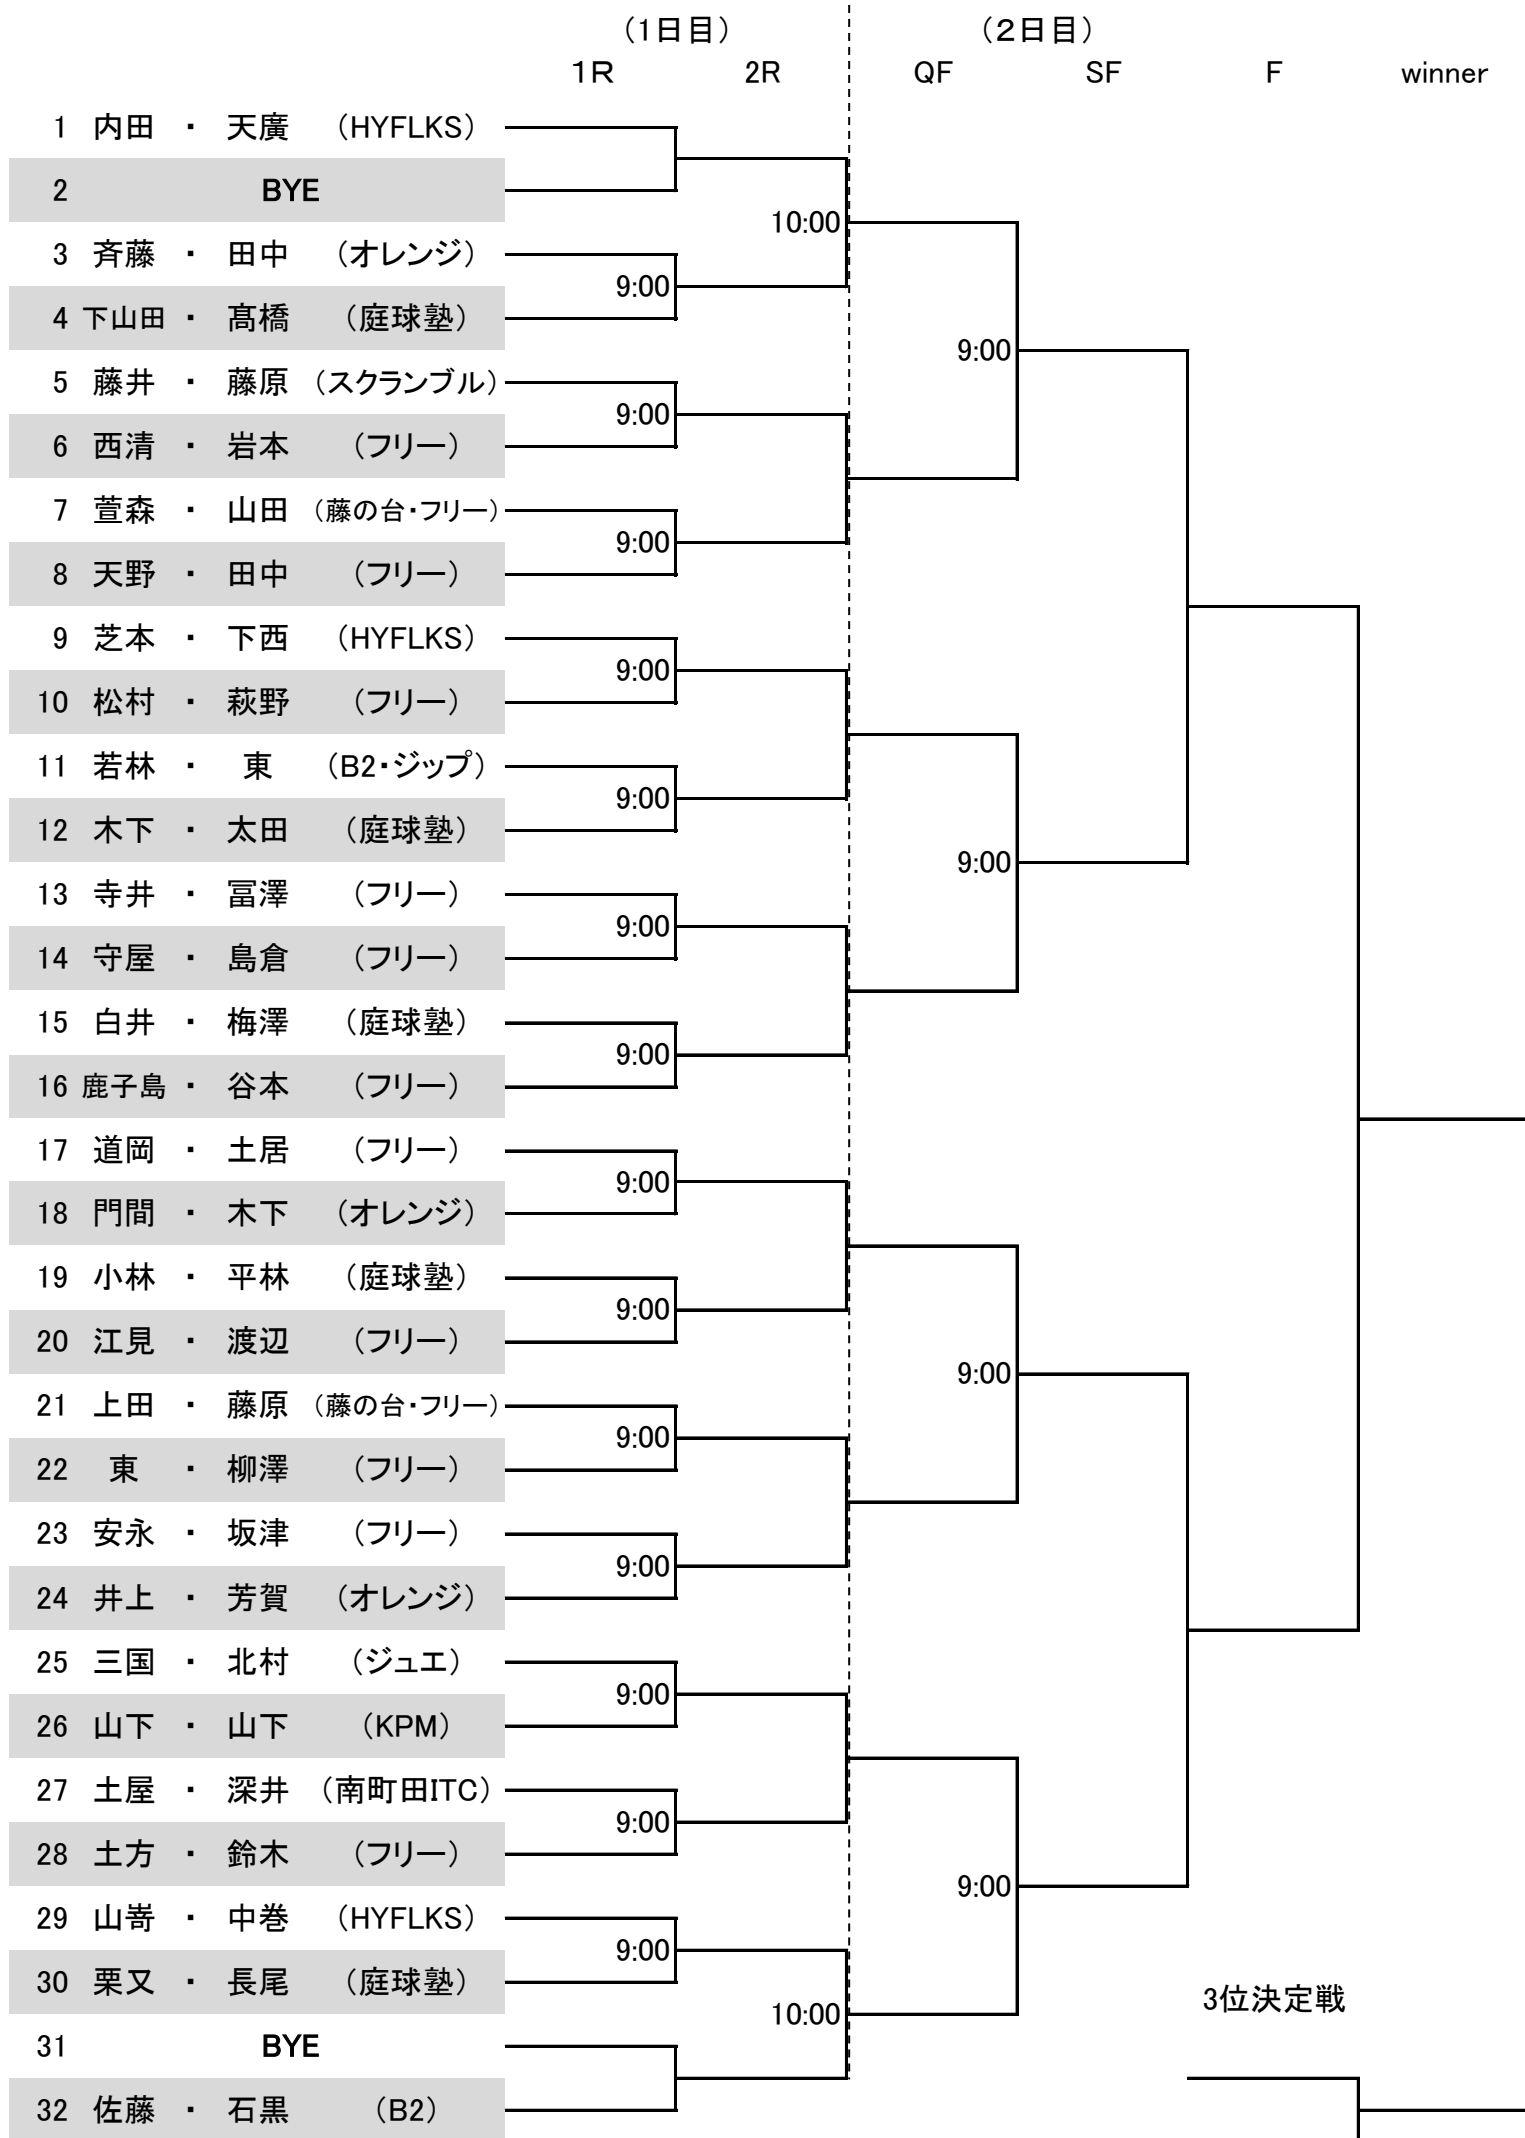 （1日目） （２日目）
１Ｒ 2R QF SF F winner
1 内田 ・ 天廣 （HYFLKS）
2 BYE
10:00
3 斉藤 ・ 田中 （オレンジ）
9:00
4 下山田 ・ 髙橋 （庭球塾）
9:00
5 藤井 ・ 藤原 （スクランブル）
9:00
6 西清 ・ 岩本 （フリー）
7 萱森 ・ 山田 （藤の台・フリー）
9:00
8 天野 ・ 田中 （フリー）
9 芝本 ・ 下西 （HYFLKS）
9:00
10 松村 ・ 萩野 （フリー）
11 若林 ・ 東 （B2・ジップ）
9:00
12 木下 ・ 太田 （庭球塾）
9:00
13 寺井 ・ 冨澤 （フリー）
9:00
14 守屋 ・ 島倉 （フリー）
15 白井 ・ 梅澤 （庭球塾）
9:00
16 鹿子島 ・ 谷本 （フリー）
17 道岡 ・ 土居 （フリー）
9:00
18 門間 ・ 木下 （オレンジ）
19 小林 ・ 平林 （庭球塾）
9:00
20 江見 ・ 渡辺 （フリー）
9:00
21 上田 ・ 藤原 （藤の台・フリー）
9:00
22 東 ・ 柳澤 （フリー）
23 安永 ・ 坂津 （フリー）
9:00
24 井上 ・ 芳賀 （オレンジ）
25 三国 ・ 北村 （ジュエ）
9:00
26 山下 ・ 山下 （KPM）
27 土屋 ・ 深井 （南町田ITC）
9:00
28 土方 ・ 鈴木 （フリー）
9:00
29 山嵜 ・ 中巻 （HYFLKS）
9:00
30 栗又 ・ 長尾 （庭球塾）
3位決定戦
10:00
31 BYE
32 佐藤 ・ 石黒 （B2）